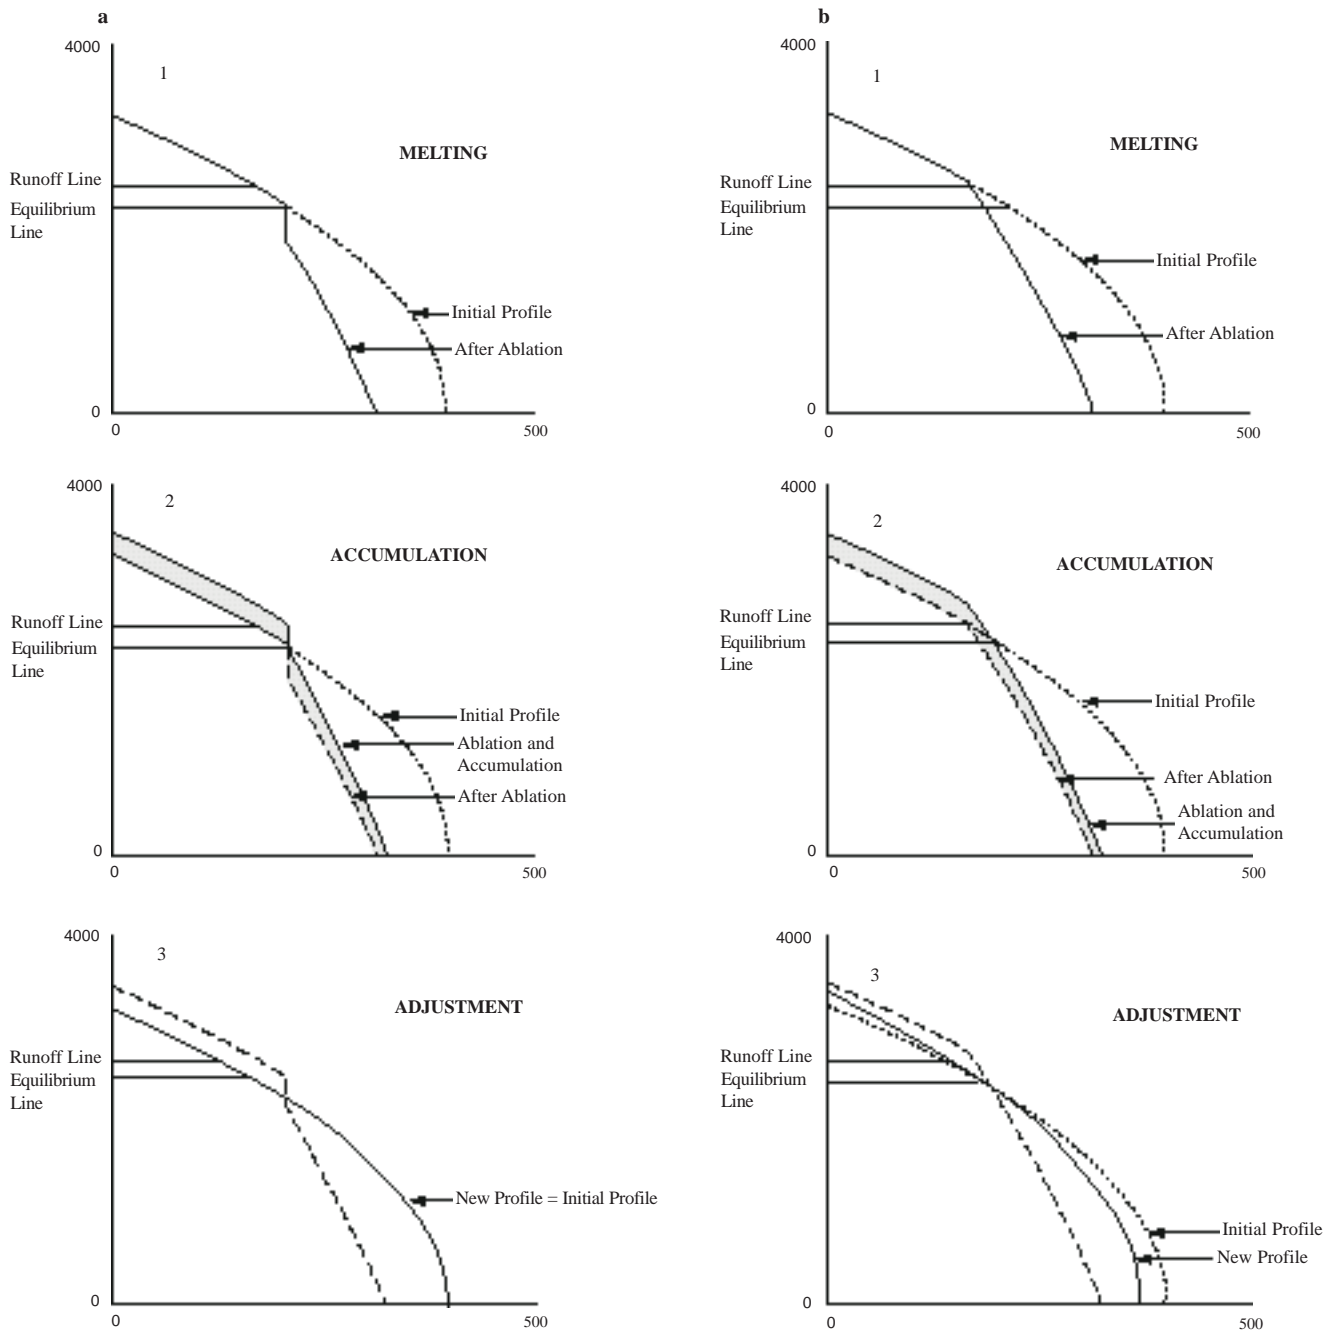 a
4000
1
MELTING
Runoff Line
Equilibrium
Line
Initial Profile
After Ablation
0
0
500
b
4000
1
MELTING
Runoff Line
Equilibrium
Line
Initial Profile
After Ablation
0
0
500
4000
2
ACCUMULATION
Runoff Line
Equilibrium
Line
Initial Profile
Ablation and
Accumulation
After Ablation
0
0
500
4000
2
ACCUMULATION
Runoff Line
Equilibrium
Line
Initial Profile
After Ablation
Ablation and
Accumulation
0
0
500
4000
3
ADJUSTMENT
Runoff Line
Equilibrium
Line
New Profile = Initial Profile
0
0
500
4000
3
ADJUSTMENT
Runoff Line
Equilibrium
Line
Initial Profile
New Profile
0
0
500